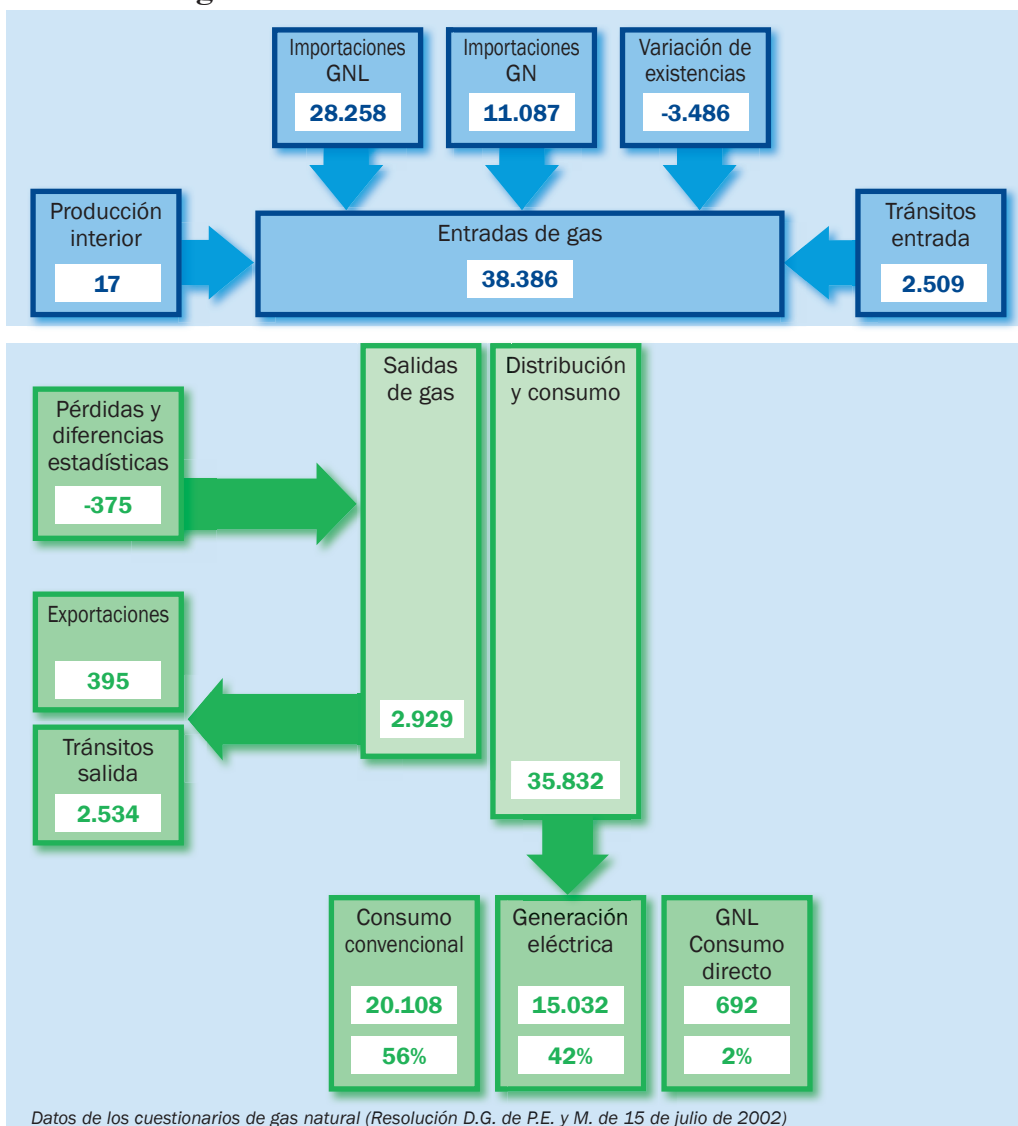 Importaciones
GNL
28.258
Importaciones
GN
11.087
Variación de
existencias
-3.486
Producción
interior
17
Entradas de gas
38.386
Tránsitos
entrada
2.509
Salidas
de gas
2.929
Distribución
y consumo
35.832
Pérdidas y
diferencias
estadísticas
-375
Exportaciones
395
Tránsitos
salida
2.534
Consumo
convencional
20.108
56%
Generación
eléctrica
15.032
42%
GNL
Consumo
directo
692
2%
Datos de los cuestionarios de gas natural (Resolución D.G. de P.E. y M. de 15 de julio de 2002)